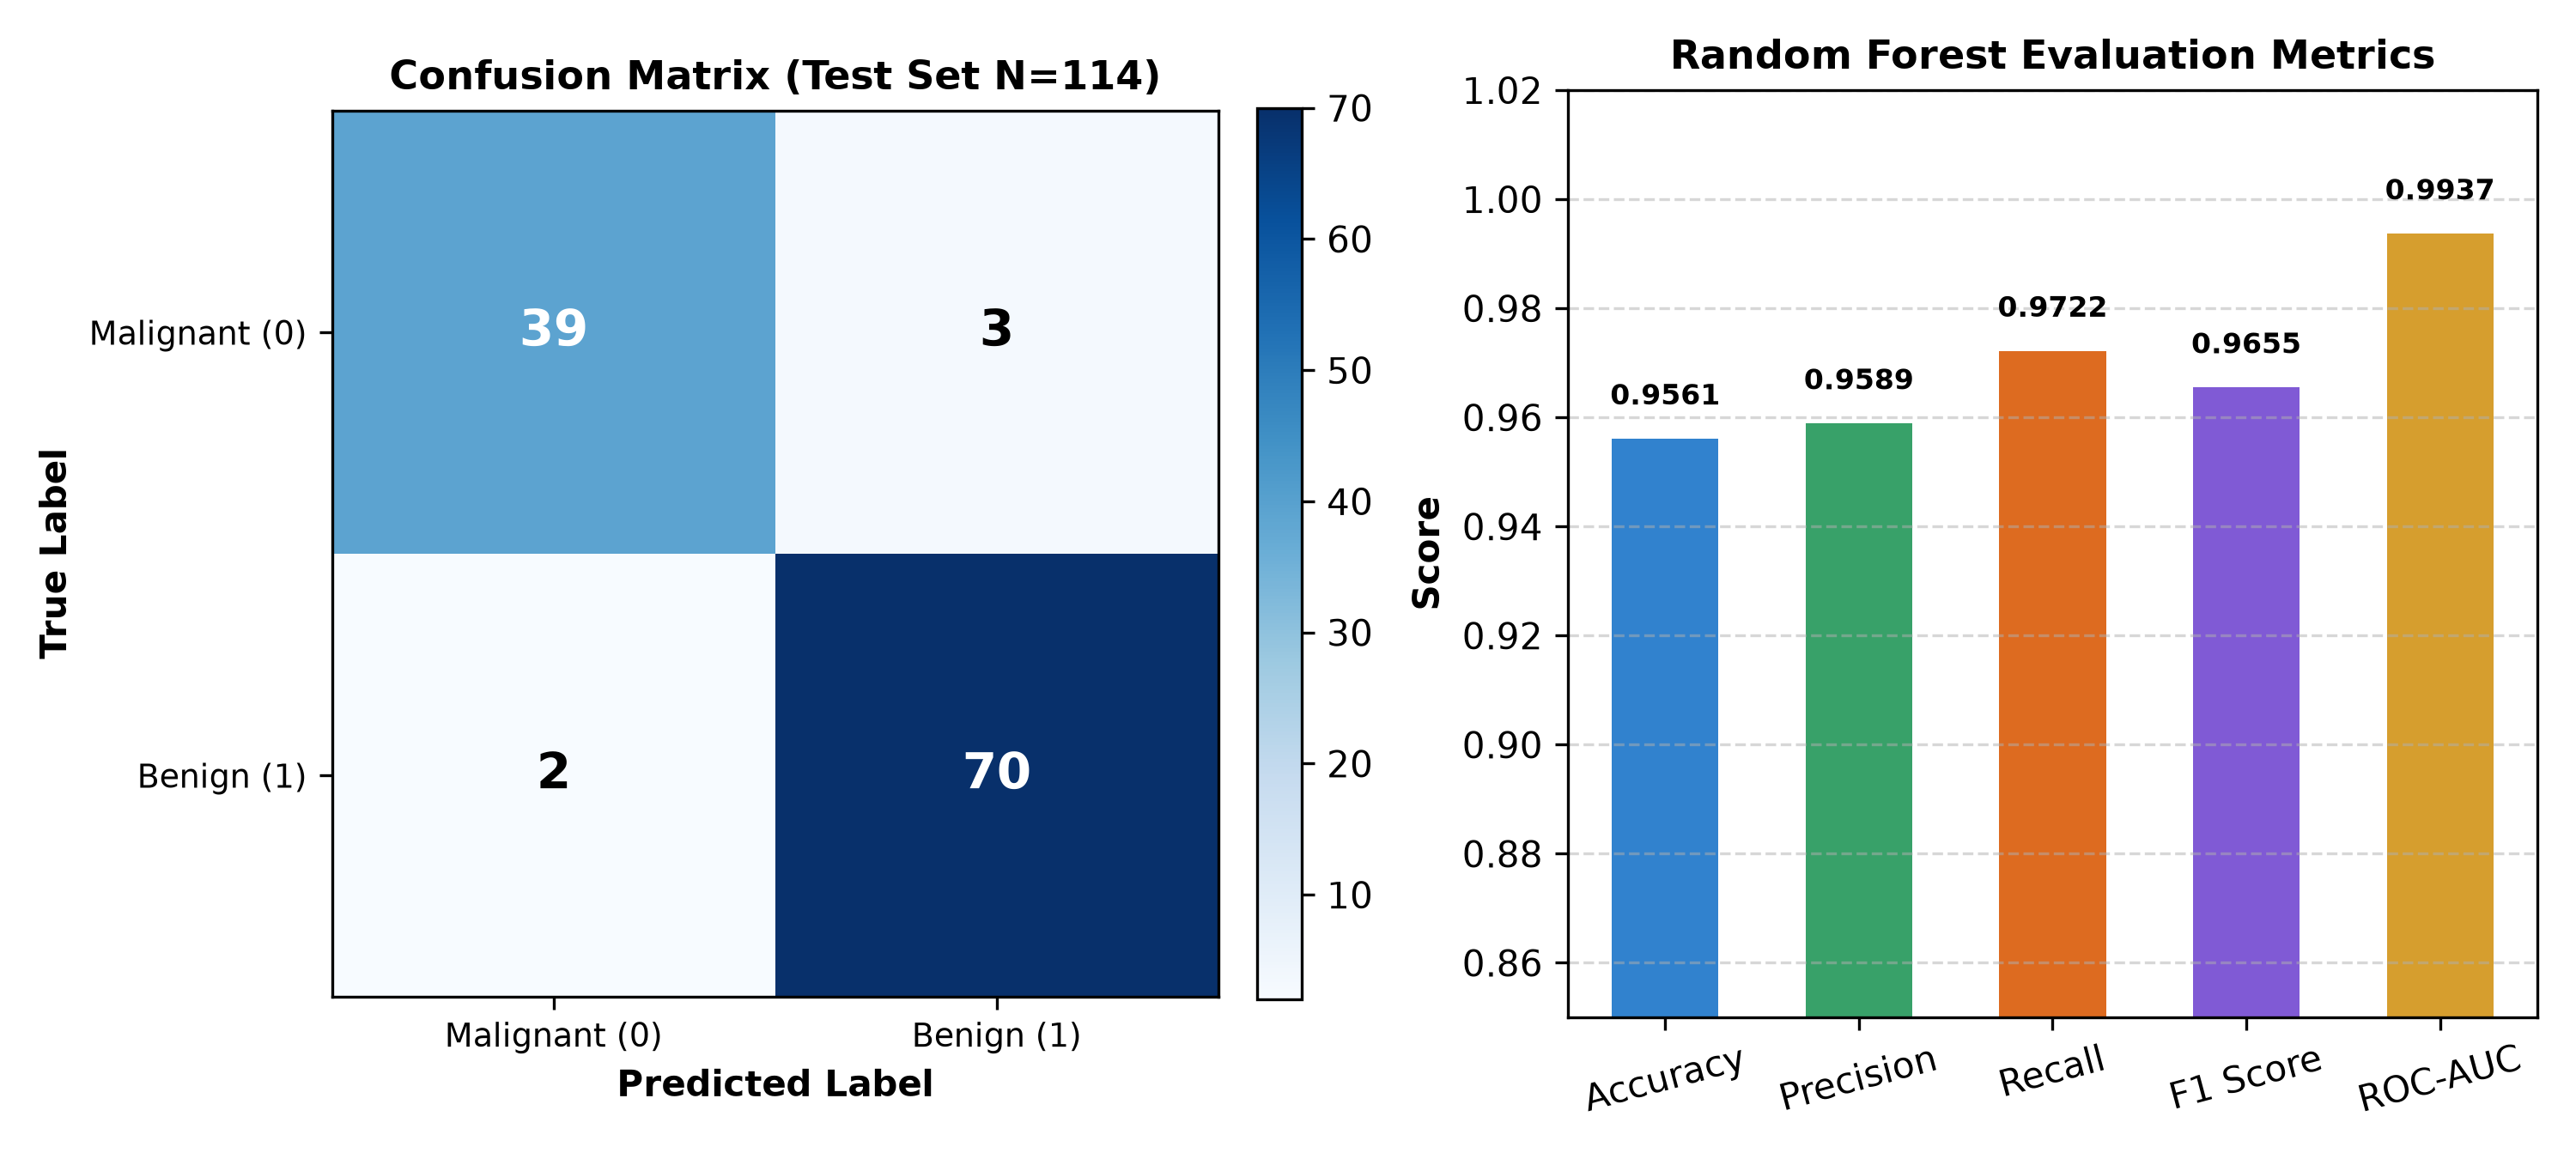 Confusion Matrix (Test Set N=114)
True Label
Malignant (0)
Benign (1)
39
3
2
70
Malignant (0)
Benign (1)
Predicted Label
70
60
50
40
30
20
10
Random Forest Evaluation Metrics
Score
1.02
1.00
0.98
0.96
0.94
0.92
0.90
0.88
0.86
0.9561
0.9589
0.9722
0.9655
0.9937
Accuracy
Precision
Recall
F1 Score
ROC-AUC